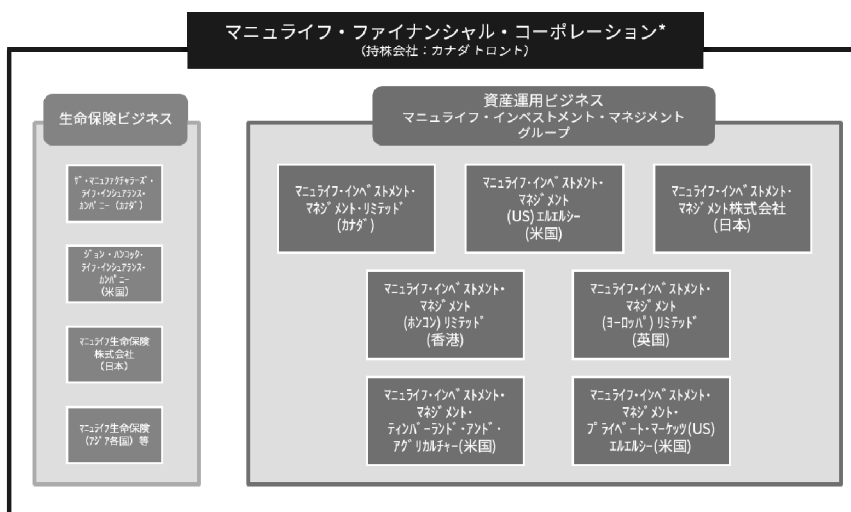 マニュライフ・ファイナンシャル・コーポレーション*
(持株会社：カナダ トロント)
生命保険ビジネス
ｻﾞ・ﾏﾆｭﾌｧｸﾁｬﾗｰｽﾞ・
ﾗｲﾌ・ｲﾝｼｭｱﾗﾝｽ・
ｶﾝﾊﾟﾆｰ（ｶﾅﾀﾞ）
ｼﾞｮﾝ・ﾊﾝｺｯｸ・
ﾗｲﾌ・ｲﾝｼｭｱﾗﾝｽ・
ｶﾝﾊﾟﾆｰ
（米国）
ﾏﾆｭﾗｲﾌ生命保険
株式会社
（日本）
ﾏﾆｭﾗｲﾌ生命保険
（ｱｼﾞｱ各国）等
資産運用ビジネス
マニュライフ・インベストメント・マネジメント
グループ
ﾏﾆｭﾗｲﾌ・ｲﾝﾍﾞｽﾄﾒﾝﾄ・
ﾏﾈｼﾞﾒﾝﾄ・ﾘﾐﾃｯﾄﾞ
(ｶﾅﾀﾞ)
ﾏﾆｭﾗｲﾌ・ｲﾝﾍﾞｽﾄﾒﾝﾄ・
ﾏﾈｼﾞﾒﾝﾄ
(US) ｴﾙｴﾙｼｰ
(米国)
ﾏﾆｭﾗｲﾌ・ｲﾝﾍﾞｽﾄﾒﾝﾄ・
ﾏﾈｼﾞﾒﾝﾄ株式会社
(日本)
ﾏﾆｭﾗｲﾌ・ｲﾝﾍﾞｽﾄﾒﾝﾄ・
ﾏﾈｼﾞﾒﾝﾄ
(ﾎﾝｺﾝ) ﾘﾐﾃｯﾄﾞ
(香港)
ﾏﾆｭﾗｲﾌ・ｲﾝﾍﾞｽﾄﾒﾝﾄ・
ﾏﾈｼﾞﾒﾝﾄ
(ﾖｰﾛｯﾊﾟ) ﾘﾐﾃｯﾄﾞ
(英国)
ﾏﾆｭﾗｲﾌ・ｲﾝﾍﾞｽﾄﾒﾝﾄ・
ﾏﾈｼﾞﾒﾝﾄ・
ﾃｨﾝﾊﾞｰﾗﾝﾄﾞ・ｱﾝﾄﾞ・
ｱｸﾞﾘｶﾙﾁｬｰ(米国)
ﾏﾆｭﾗｲﾌ・ｲﾝﾍﾞｽﾄﾒﾝﾄ・
ﾏﾈｼﾞﾒﾝﾄ・
ﾌﾟﾗｲﾍﾞｰﾄ・ﾏｰｹｯﾂ(US)
ｴﾙｴﾙｼｰ(米国)